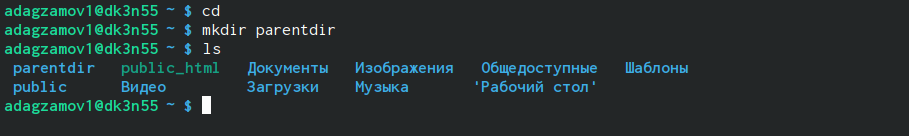 adagzamov1@dk3n55 ~ $ cd
adagzamov1@dk3n55 ~ $ mkdir parentdir
adagzamov1@dk3n55 ~ $ ls
parentdir public_html Документы Изображения Общедоступные Шаблоны
public Видео Загрузки Музыка 'Рабочий стол'
adagzamov1@dk3n55 ~ $